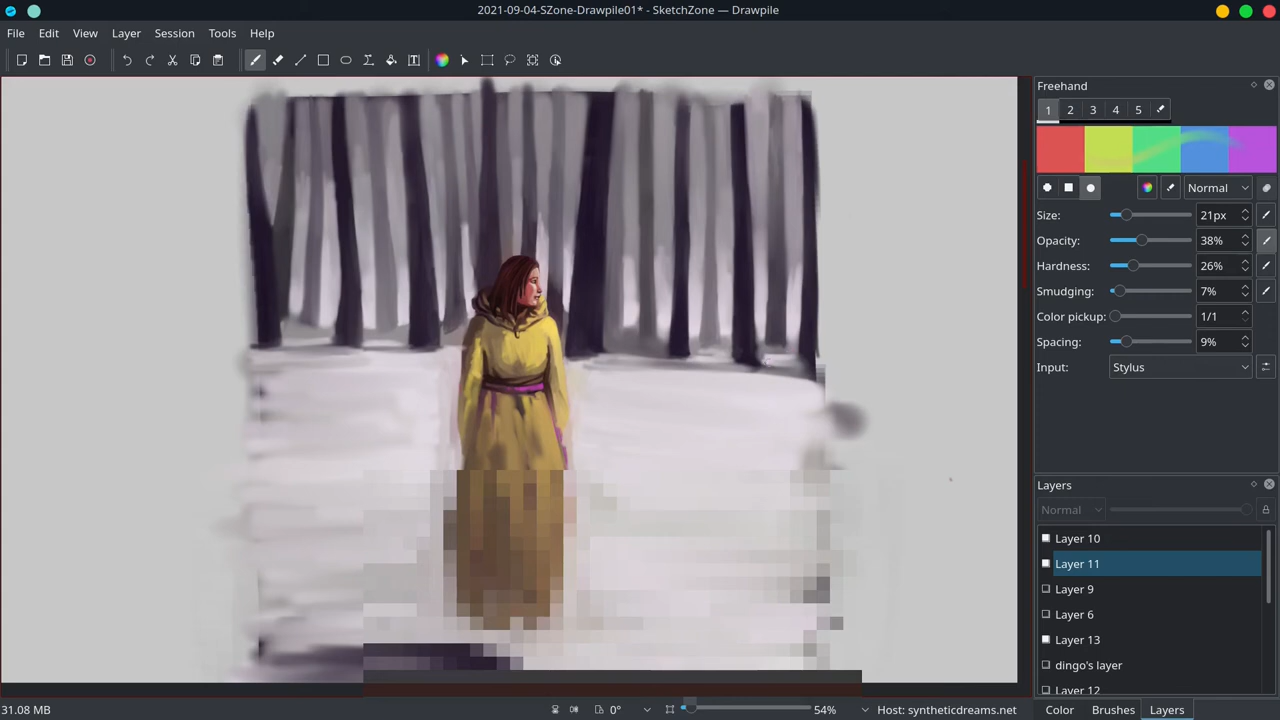 2021-09-04-SZone-Drawpile01* - SketchZone — Drawpile
File Edit View Layer Session Tools Help
Freehand
1 2 3 4 5
Normal
Size: 21px
Opacity: 38%
Hardness: 26%
Smudging: 7%
Color pickup: 1/1
Spacing: 9%
Input: Stylus
Layers
Normal
Layer 10
Layer 11
Layer 9
Layer 6
Layer 13
dingo's layer
Layer 12
31.08 MB 0° 54% Host: syntheticdreams.net Color Brushes Layers